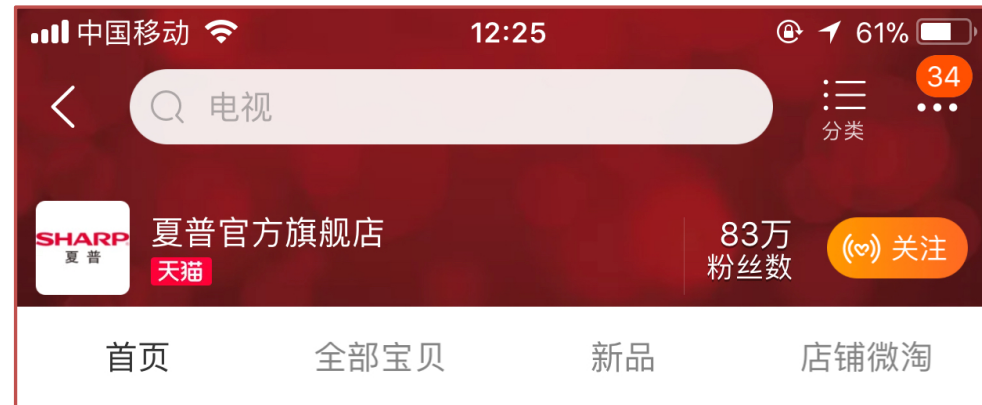 中国移动 12:25 61%
电视
34
分类
SHARP
夏普
夏普官方旗舰店
天猫
83万
粉丝数
关注
首页 全部宝贝 新品 店铺微淘